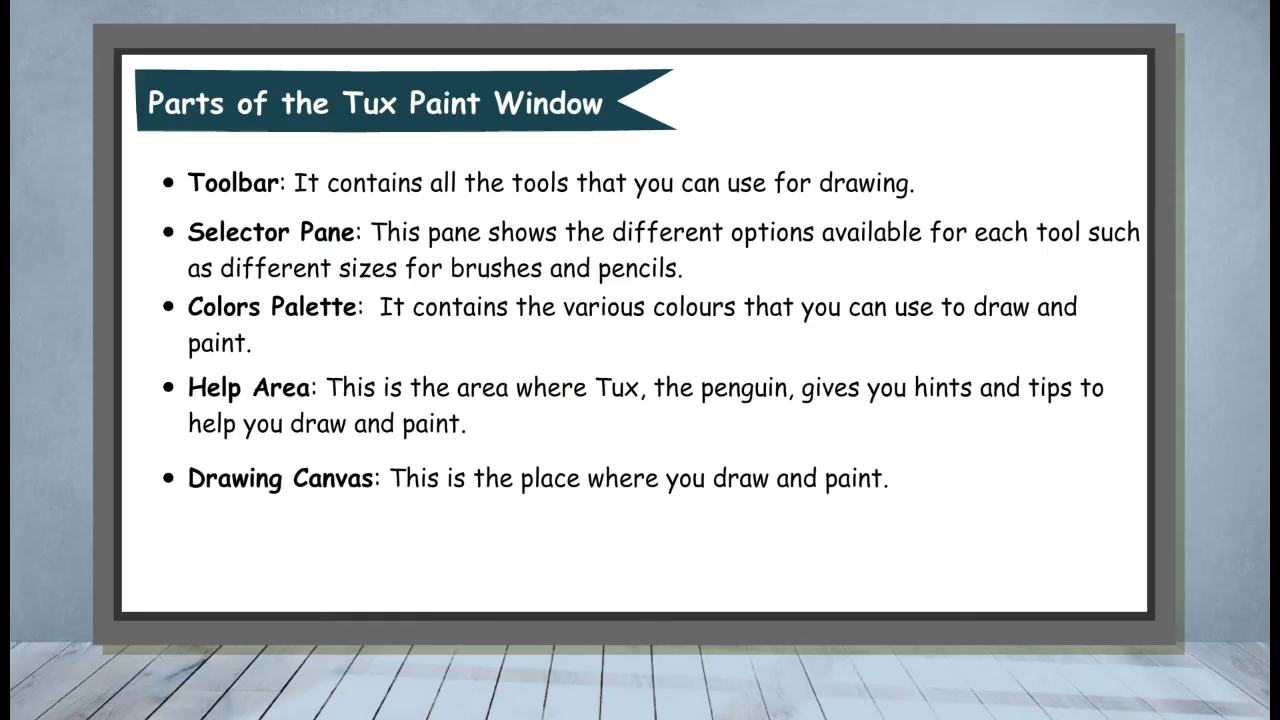 Parts of the Tux Paint Window
• Toolbar: It contains all the tools that you can use for drawing.
• Selector Pane: This pane shows the different options available for each tool such
as different sizes for brushes and pencils.
• Colors Palette: It contains the various colours that you can use to draw and
paint.
• Help Area: This is the area where Tux, the penguin, gives you hints and tips to
help you draw and paint.
• Drawing Canvas: This is the place where you draw and paint.